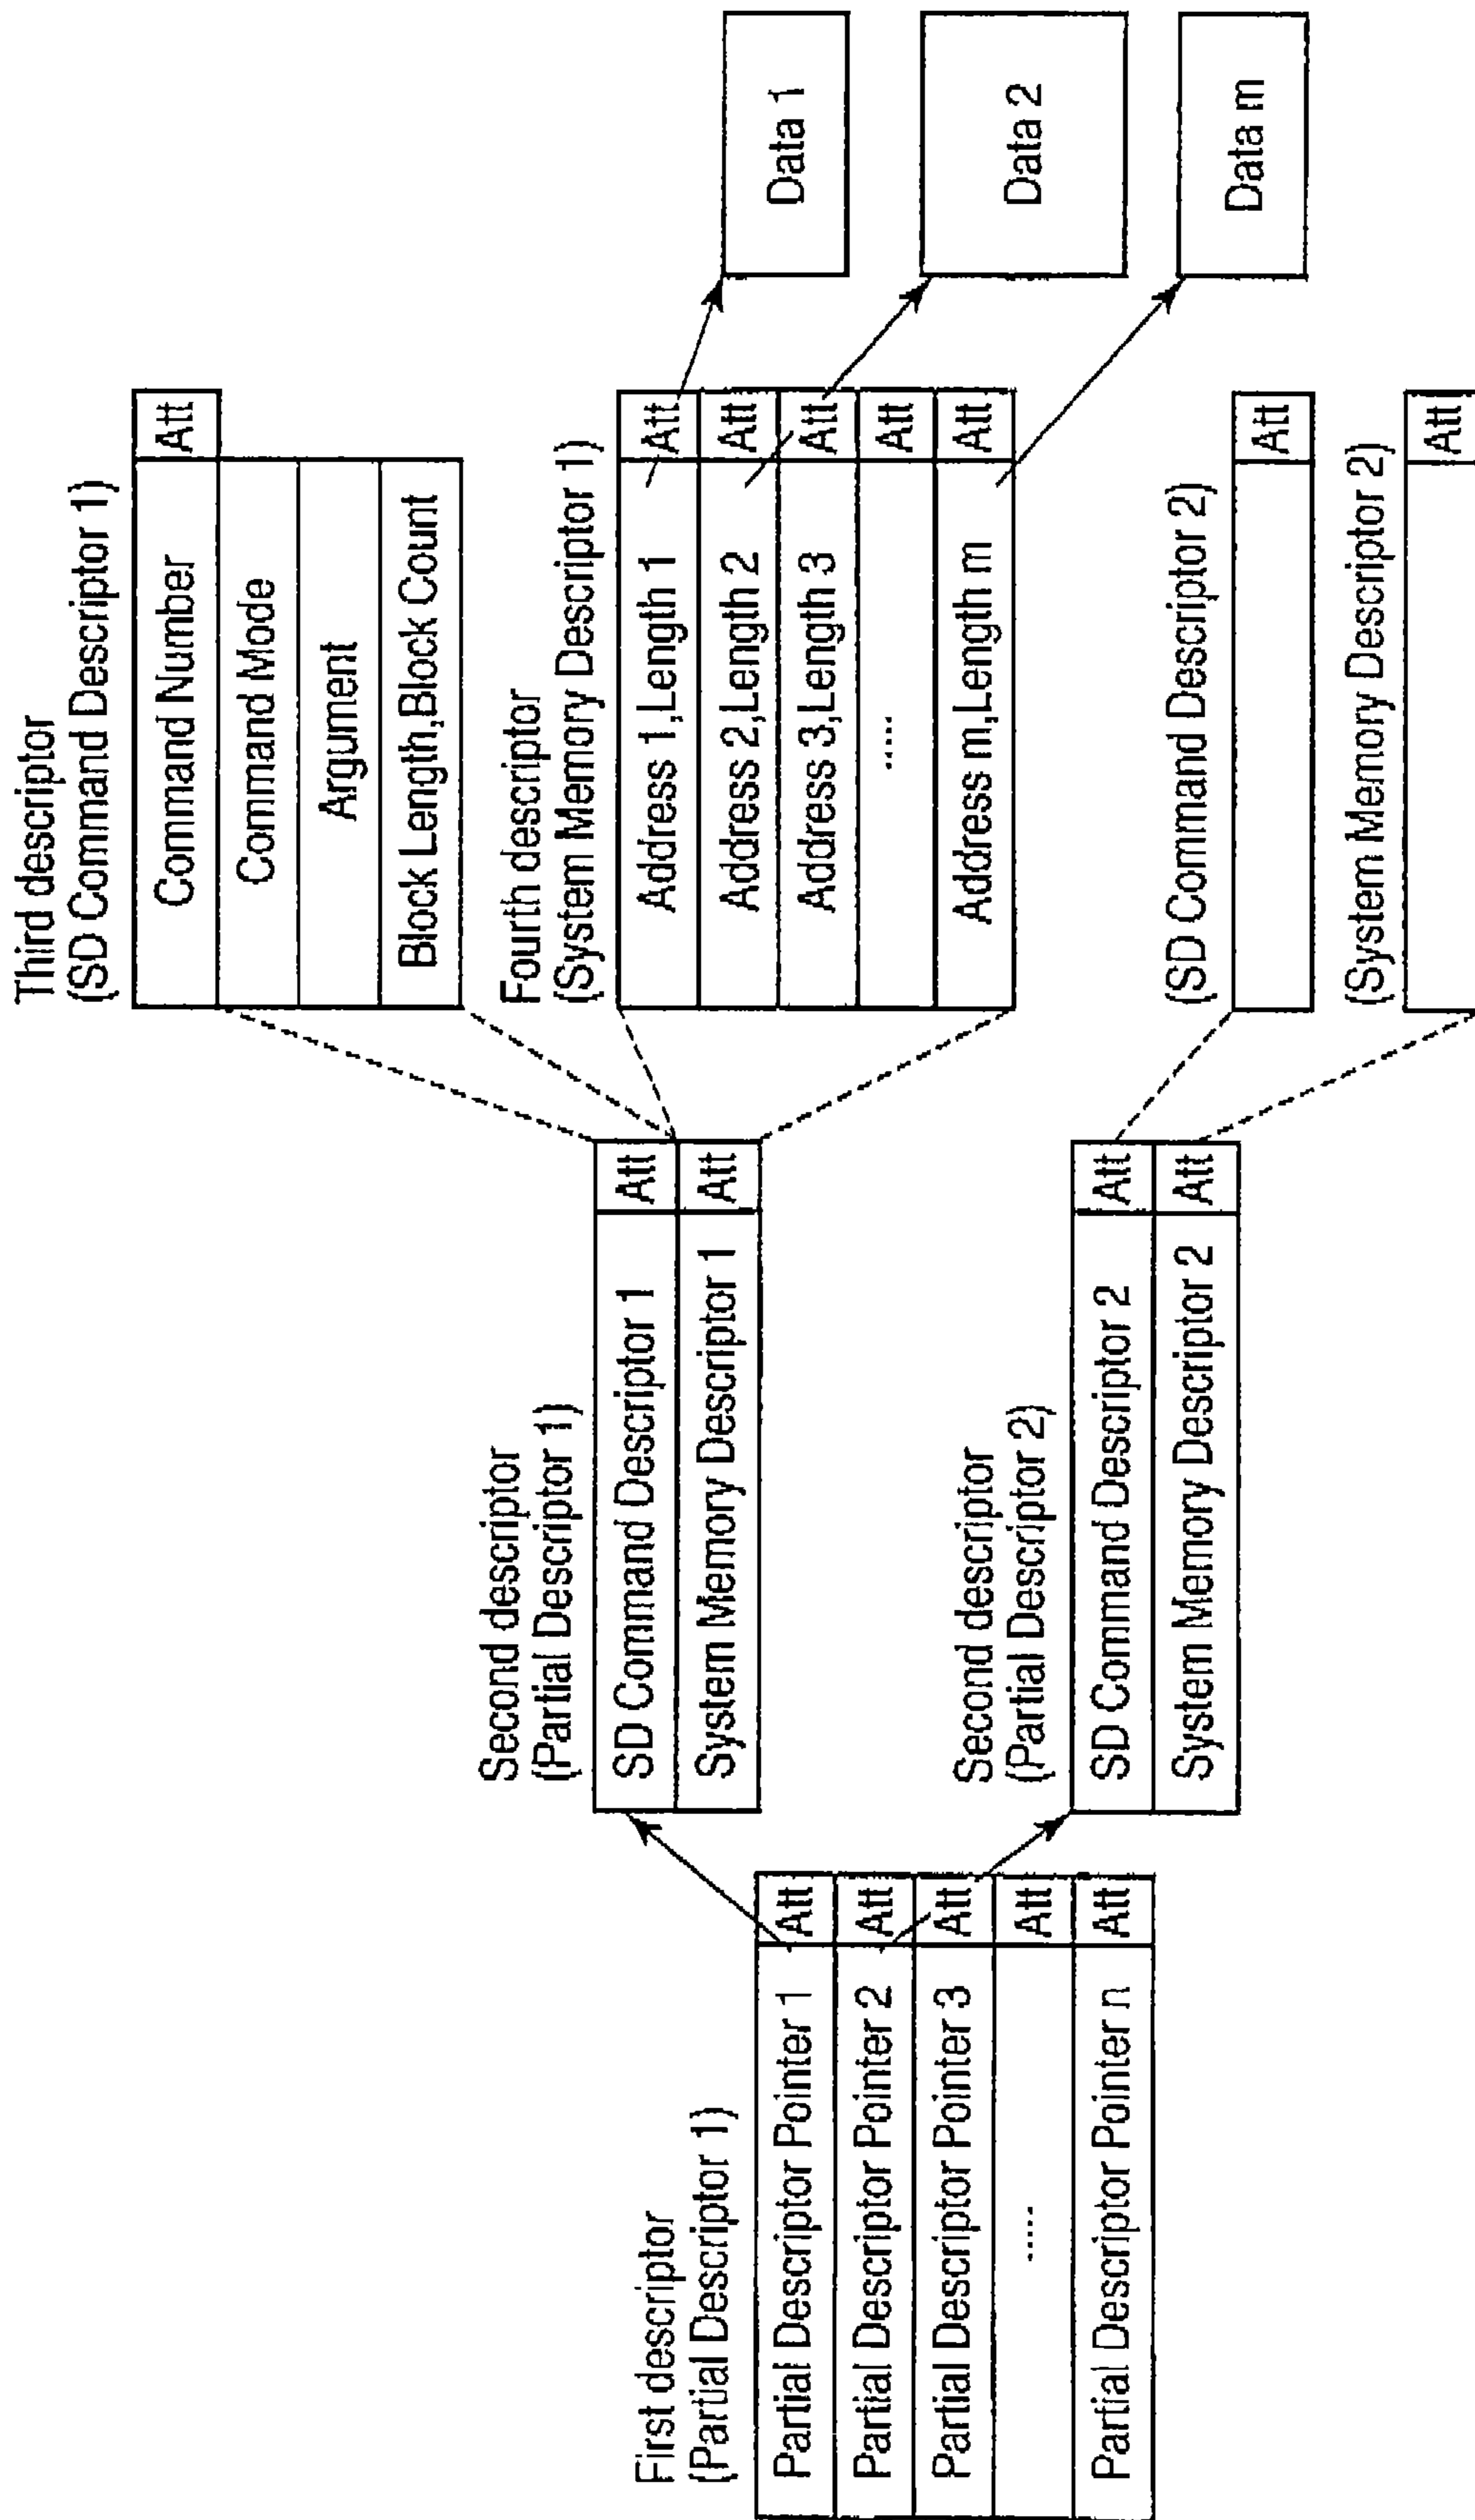 First descriptor
(Partial Descriptor 1)
Partial Descriptor Pointer 1 Att
Partial Descriptor Pointer 2 Att
Partial Descriptor Pointer 3 Att
..... Att
Partial Descriptor Pointer n Att
Second descriptor
(Partial Descriptor 1)
SD Command Descriptor 1 Att
System Memory Descriptor 1 Att
Second descriptor
(Partial Descriptor 2)
SD Command Descriptor 2 Att
System Memory Descriptor 2 Att
Third descriptor
(SD Command Descriptor 1)
Command Number Att
Command Mode
Argument
Block Length,Block Count
Fourth descriptor
(System Memory Descriptor 1)
Address 1,Length 1 Att
Address 2,Length 2 Att
Address 3,Length 3 Att
..... Att
Address m,Length m Att
(SD Command Descriptor 2)
Att
(System Memory Descriptor 2)
Att
Data 1
Data 2
Data m